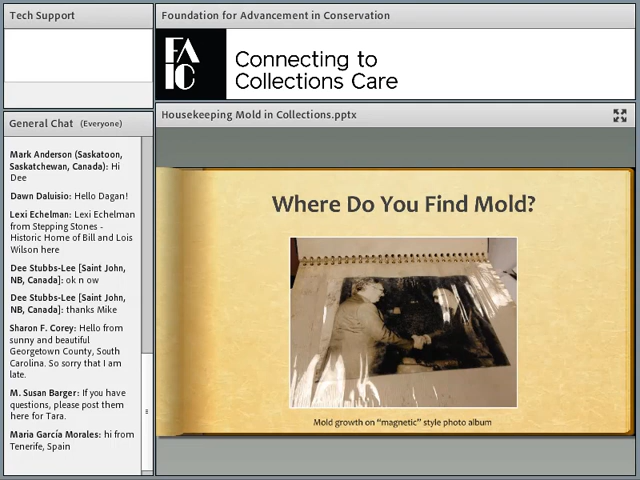 Tech Support
Foundation for Advancement in Conservation
FAIC
Connecting to
Collections Care
General Chat (Everyone)
Mark Anderson (Saskatoon,
Saskatchewan, Canada): Hi
Dee
Dawn Daluisio: Hello Dagan!
Lexi Echelman: Lexi Echelman
from Stepping Stones -
Historic Home of Bill and Lois
Wilson here
Dee Stubbs-Lee [Saint John,
NB, Canada]: ok n ow
Dee Stubbs-Lee [Saint John,
NB, Canada]: thanks Mike
Sharon F. Corey: Hello from
sunny and beautiful
Georgetown County, South
Carolina. So sorry that I am
late.
M. Susan Barger: If you have
questions, please post them
here for Tara.
Maria García Morales: hi from
Tenerife, Spain
Housekeeping Mold in Collections.pptx
Where Do You Find Mold?
Mold growth on “magnetic” style photo album